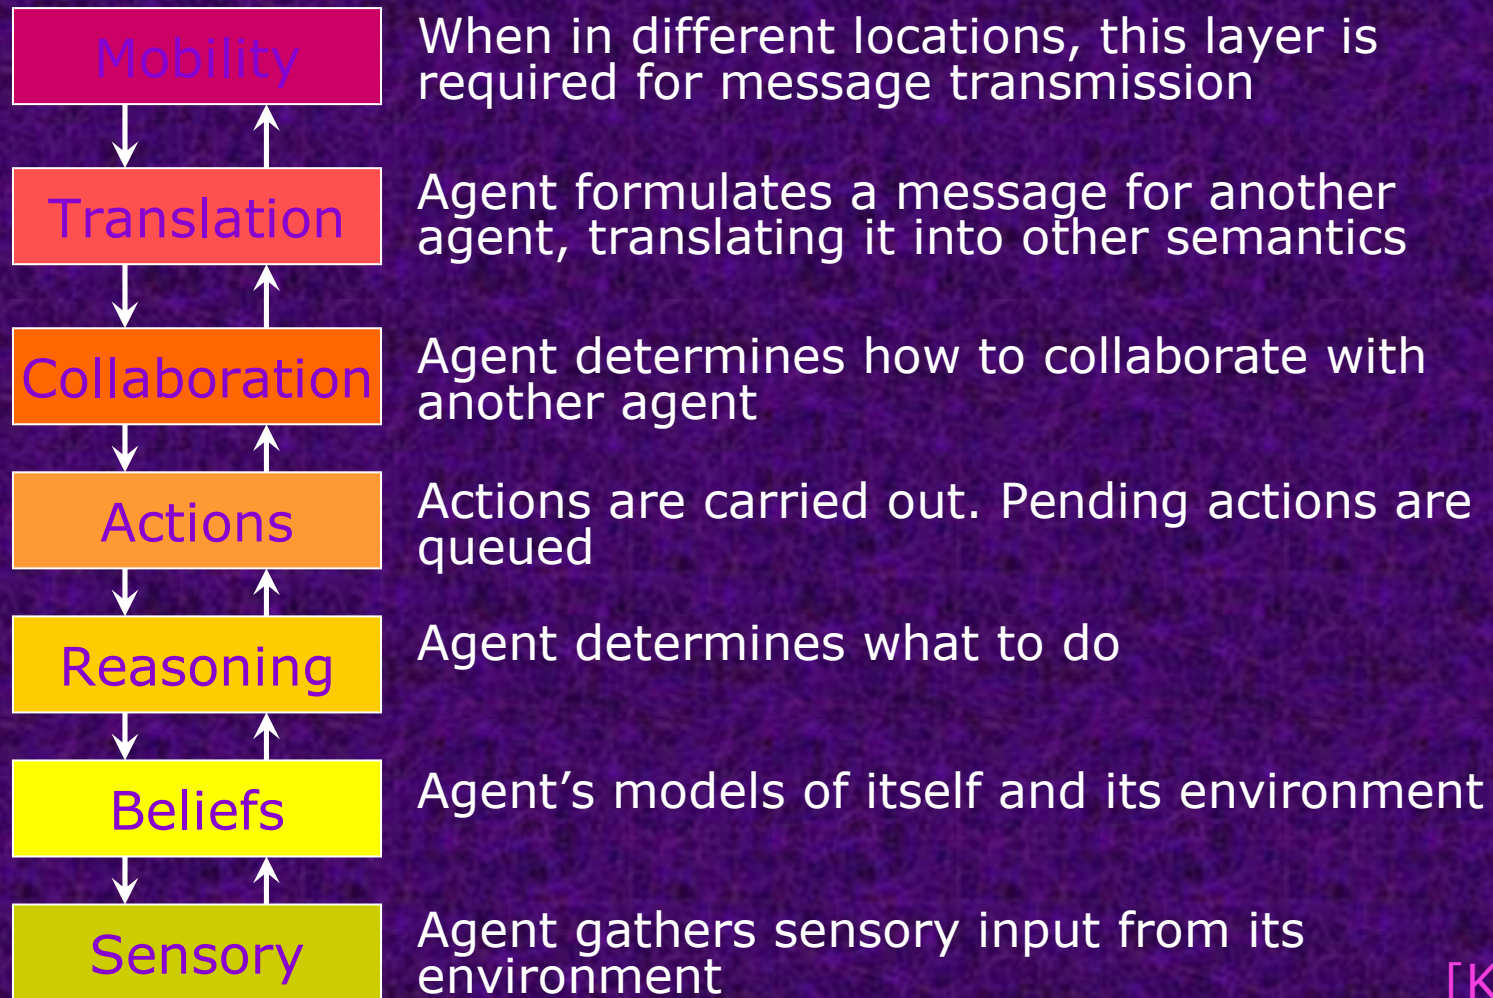 Mobility
When in different locations, this layer is
required for message transmission
Translation
Agent formulates a message for another
agent, translating it into other semantics
Collaboration
Agent determines how to collaborate with
another agent
Actions
Actions are carried out. Pending actions are
queued
Reasoning
Agent determines what to do
Beliefs
Agent’s models of itself and its environment
Sensory
Agent gathers sensory input from its
environment
[K